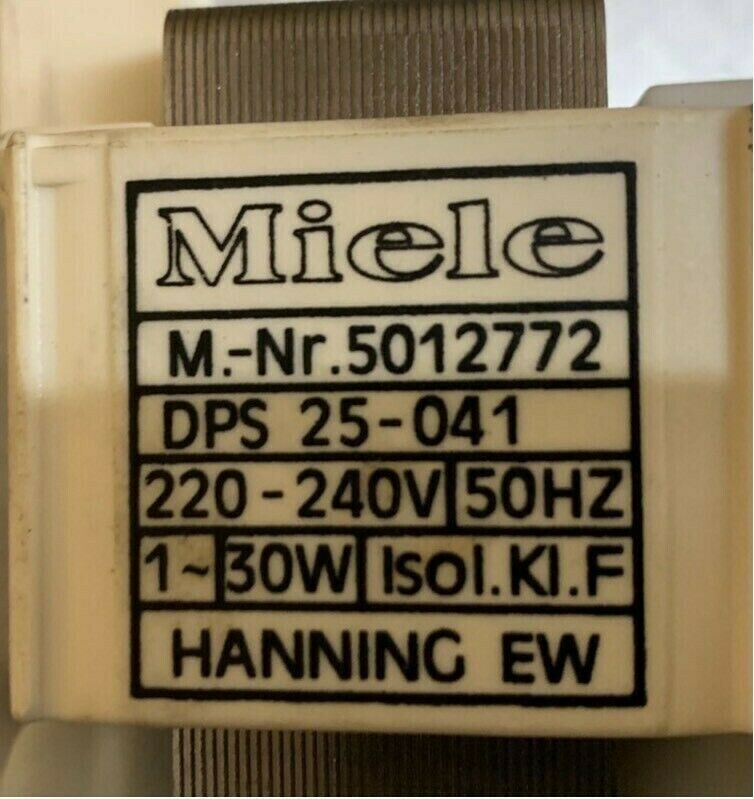 Miele
M.-Nr.5012772
DPS 25-041
220-240V 50HZ
1~ 30W Isol.Kl.F
HANNING EW